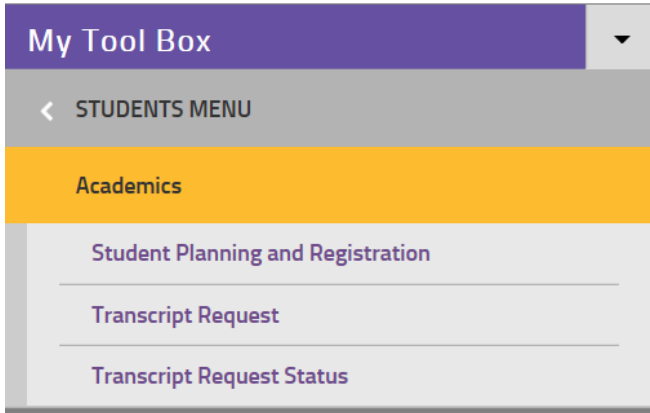 My Tool Box
STUDENTS MENU
Academics
Student Planning and Registration
Transcript Request
Transcript Request Status